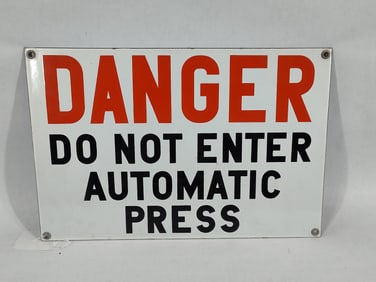 DANGER
DO NOT ENTER
AUTOMATIC
PRESS